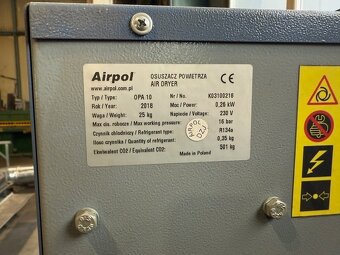 Airpol
www.airpol.com.pl
OSUSZACZ POWIETRZA
AIR DRYER
CE
Typ / Type: OPA 10 Nr / No. K03100216
Rok / Year: 2018 Moc / Power: 0,26 kW
Waga / Weight: 25 kg Napięcie / Voltage: 230 V
Max ciś. robocze / Max working pressure: 16 bar
Czynnik chłodniczy / Refrigerant type: R134a
Ilość czynnika / Quantity of refrigerant: 0,35 kg
Ekwiwalent CO2 / Equivalent CO2: 501 kg
Made in Poland
AIRPOL